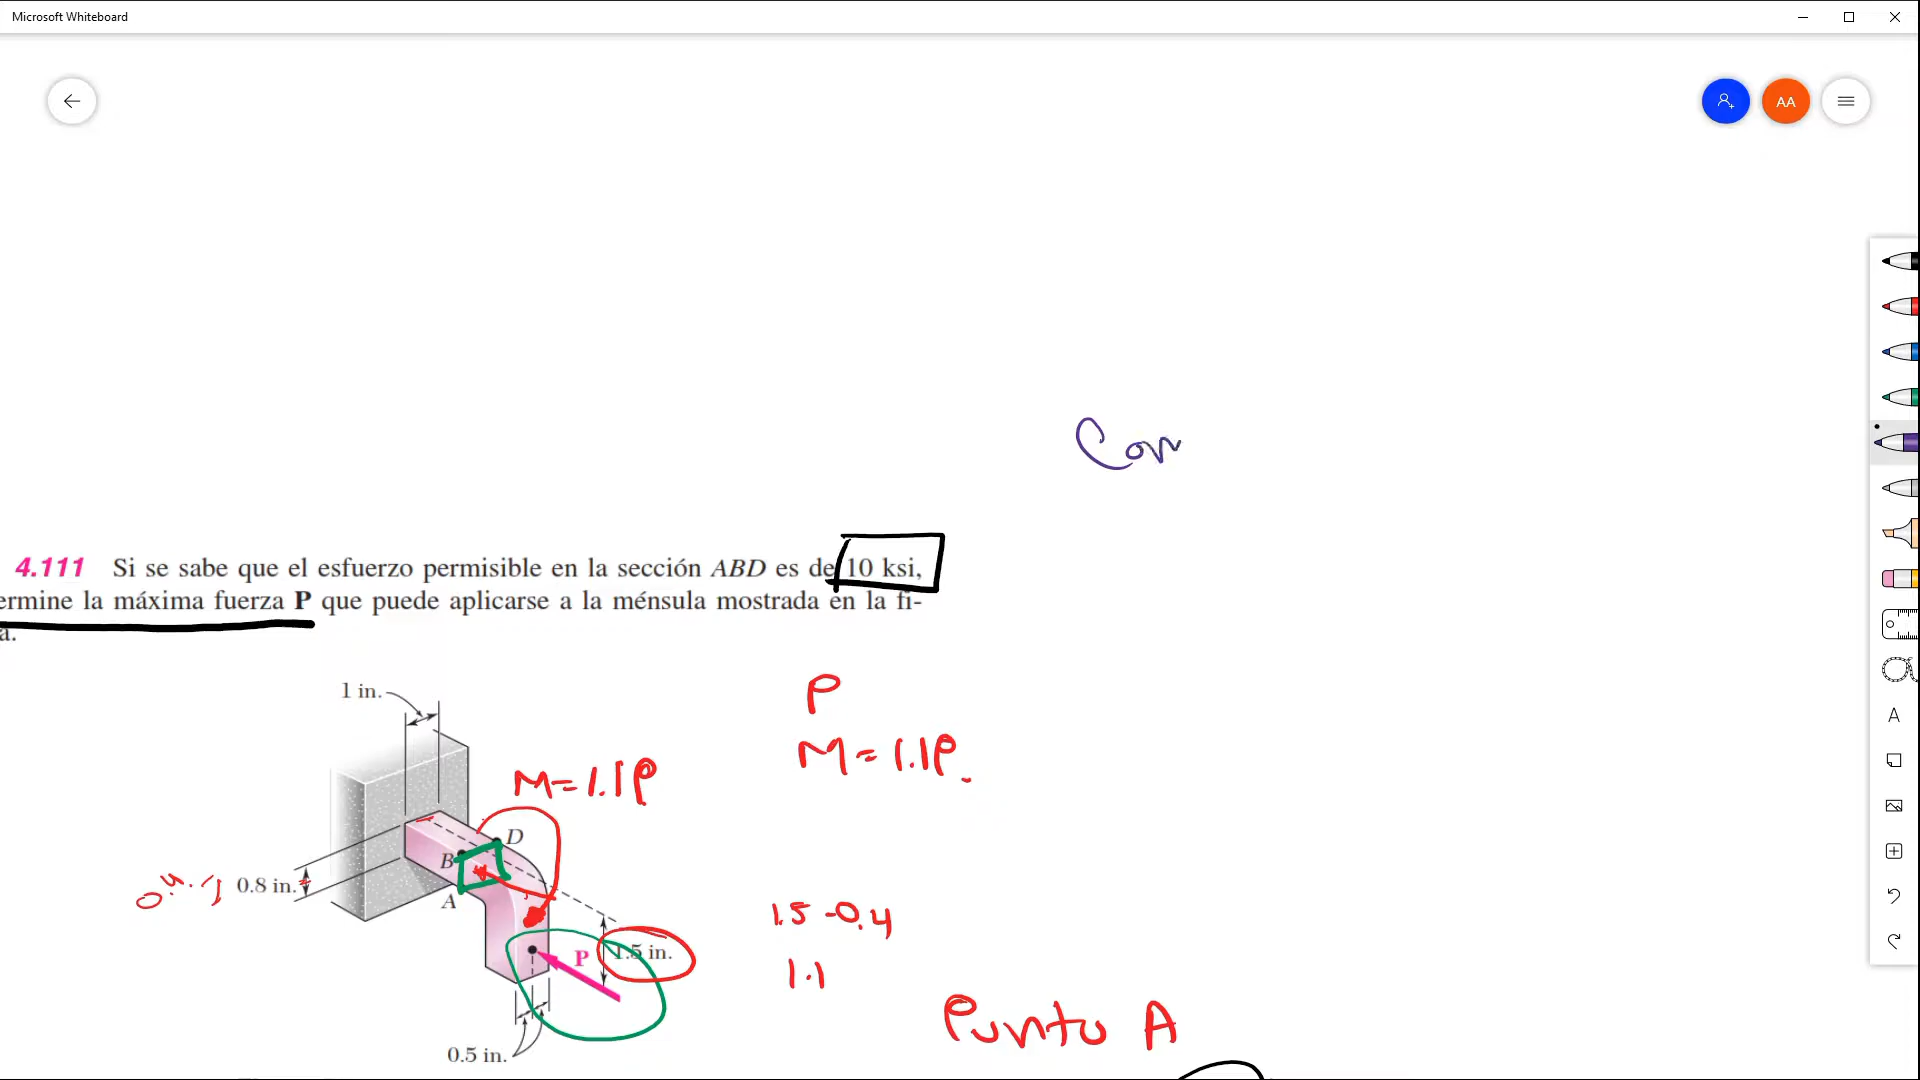 Microsoft Whiteboard
AA
Con
4.111 Si se sabe que el esfuerzo permisible en la sección ABD es de 10 ksi,
ermine la máxima fuerza P que puede aplicarse a la ménsula mostrada en la fi-
a.
1 in.
P
M=1.1P
M=1.1P
D
B
0.8 in.
A
1.5 in.
P
1.5-0.4
1.1
Punto A
0.5 in.
A